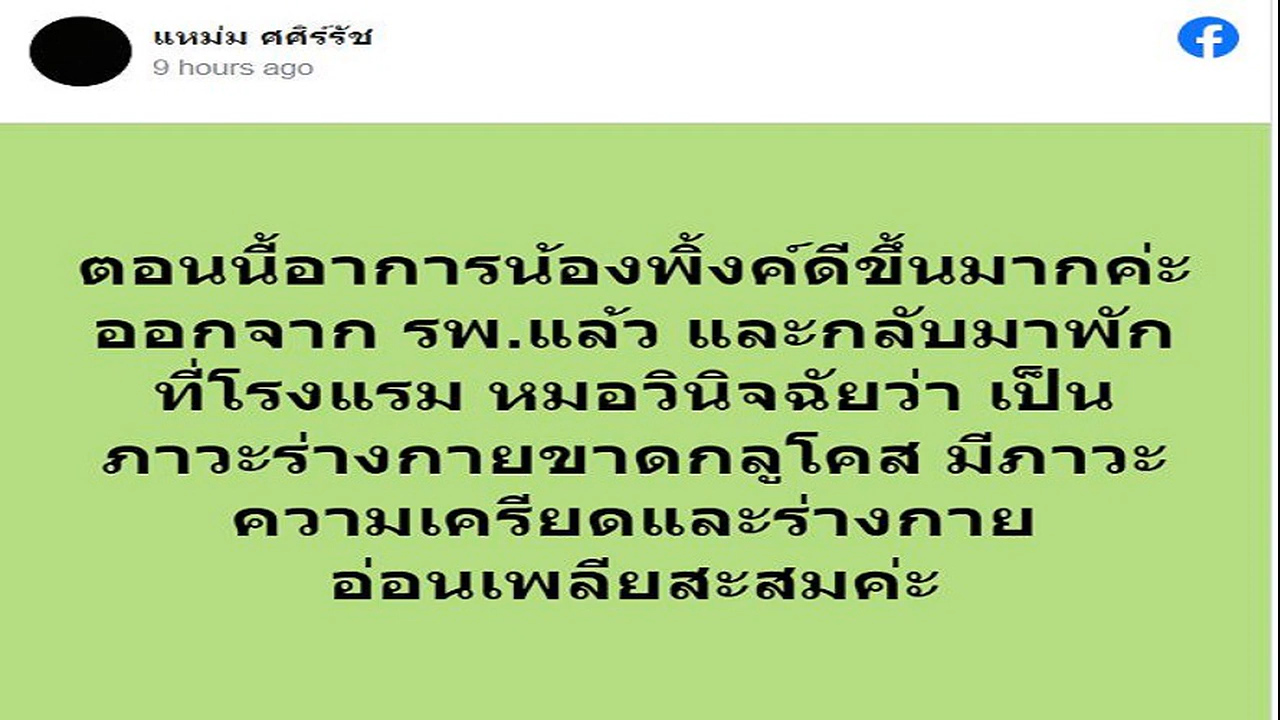 แหม่ม ศศิร์รัช
9 hours ago
ตอนนี้อาการน้องพิ้งค์ดีขึ้นมากค่ะ
ออกจาก รพ.แล้ว และกลับมาพัก
ที่โรงแรม หมอวินิจฉัยว่า เป็น
ภาวะร่างกายขาดกลูโคส มีภาวะ
ความเครียดและร่างกาย
อ่อนเพลียสะสมค่ะ